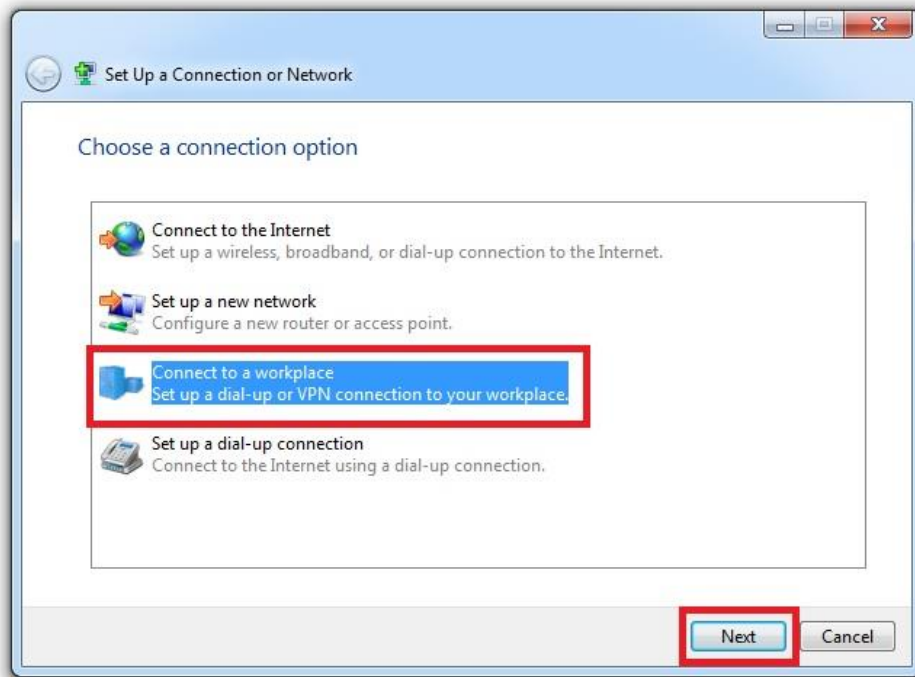 Set Up a Connection or Network
Choose a connection option
Connect to the Internet
Set up a wireless, broadband, or dial-up connection to the Internet.
Set up a new network
Configure a new router or access point.
Connect to a workplace
Set up a dial-up or VPN connection to your workplace.
Set up a dial-up connection
Connect to the Internet using a dial-up connection.
Next Cancel